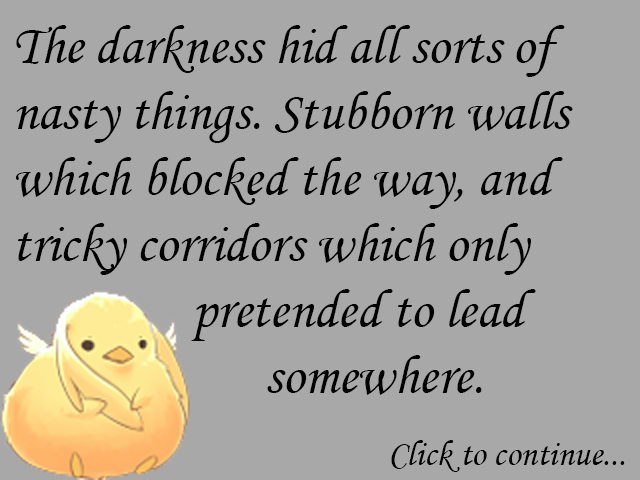 The darkness hid all sorts of
nasty things. Stubborn walls
which blocked the way, and
tricky corridors which only
pretended to lead
somewhere.
Click to continue...